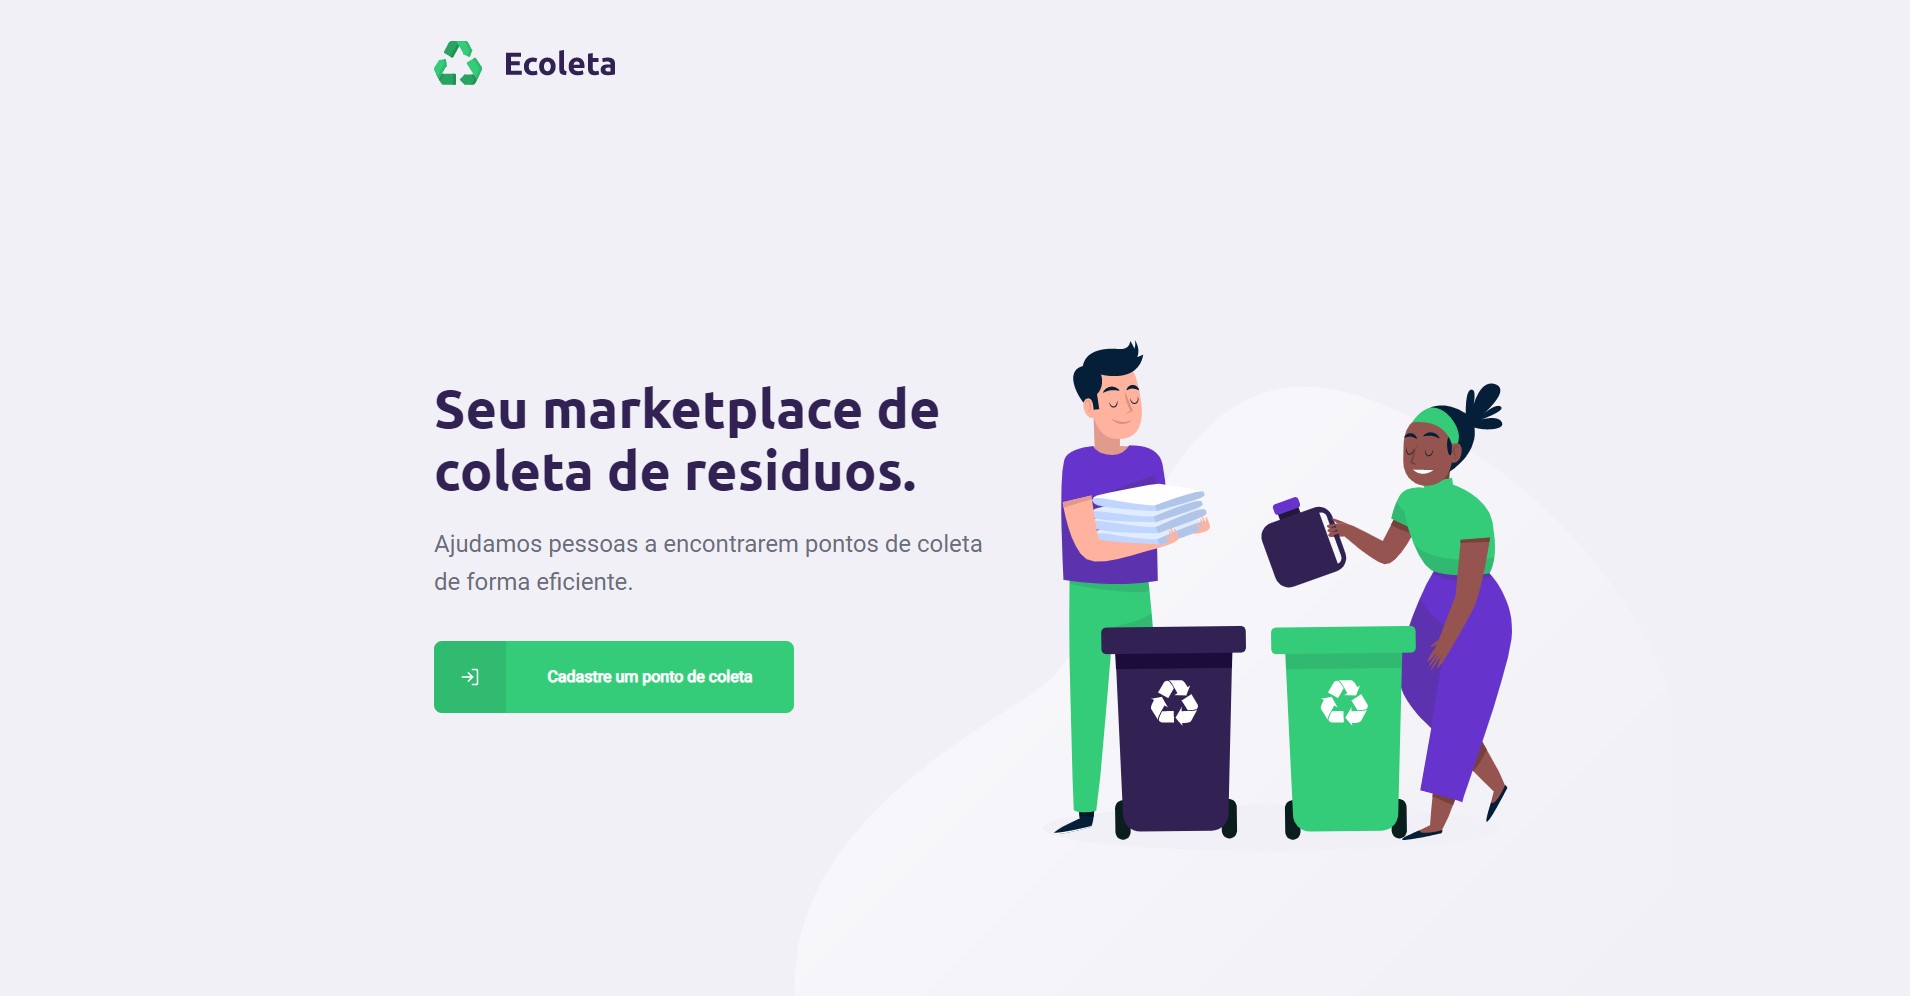 Ecoleta
Seu marketplace de
coleta de residuos.
Ajudamos pessoas a encontrarem pontos de coleta
de forma eficiente.
Cadastre um ponto de coleta